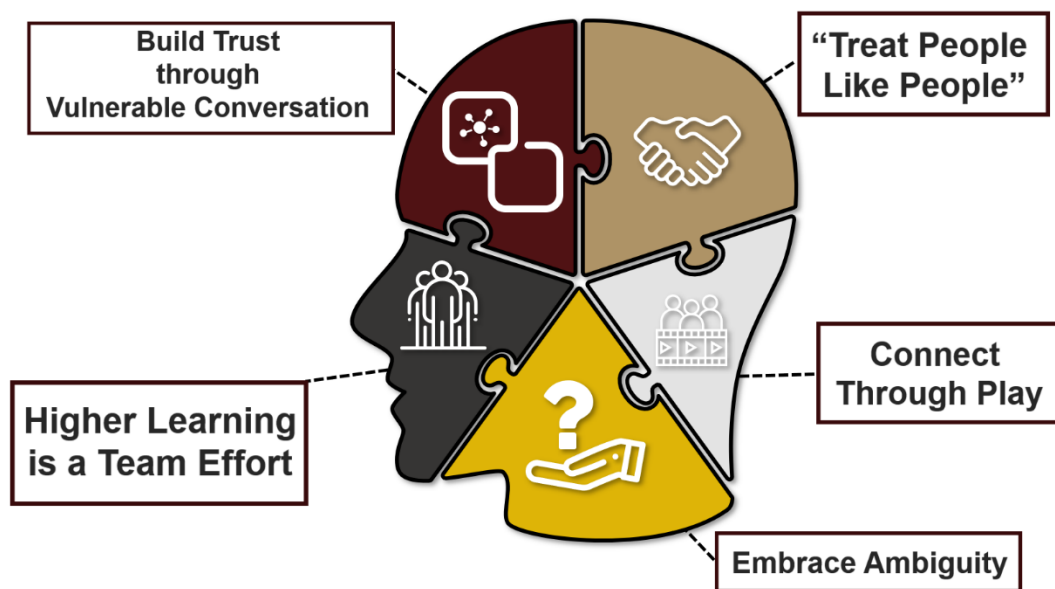 Build Trust
through
Vulnerable Conversation
“Treat People
Like People”
Higher Learning
is a Team Effort
Connect
Through Play
?
Embrace Ambiguity